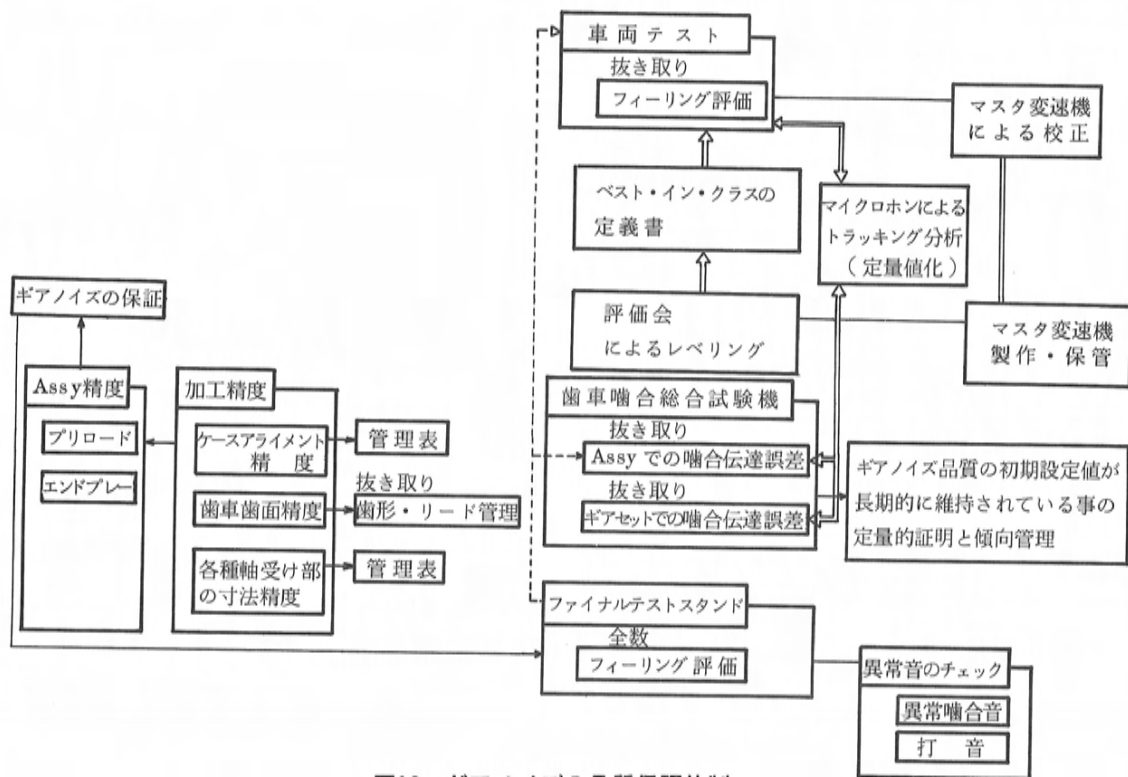 車両テスト
抜き取り
フィーリング評価
マスタ変速機
による校正
ベスト・イン・クラスの
定義書
マイクロホンによる
トラッキング分析
（定量値化）
ギアノイズの保証
評価会
によるレベリング
マスタ変速機
製作・保管
Assy精度
プリロード
エンドプレー
加工精度
ケースアライメント
精度
管理表
抜き取り
歯車歯面精度
歯形・リード管理
各種軸受け部
の寸法精度
管理表
歯車噛合総合試験機
抜き取り
Assyでの噛合伝達誤差
抜き取り
ギアセットでの噛合伝達誤差
ギアノイズ品質の初期設定値が
長期的に維持されている事の
定量的証明と傾向管理
ファイナルテストスタンド
全数
フィーリング評価
異常音のチェック
異常噛合音
打音